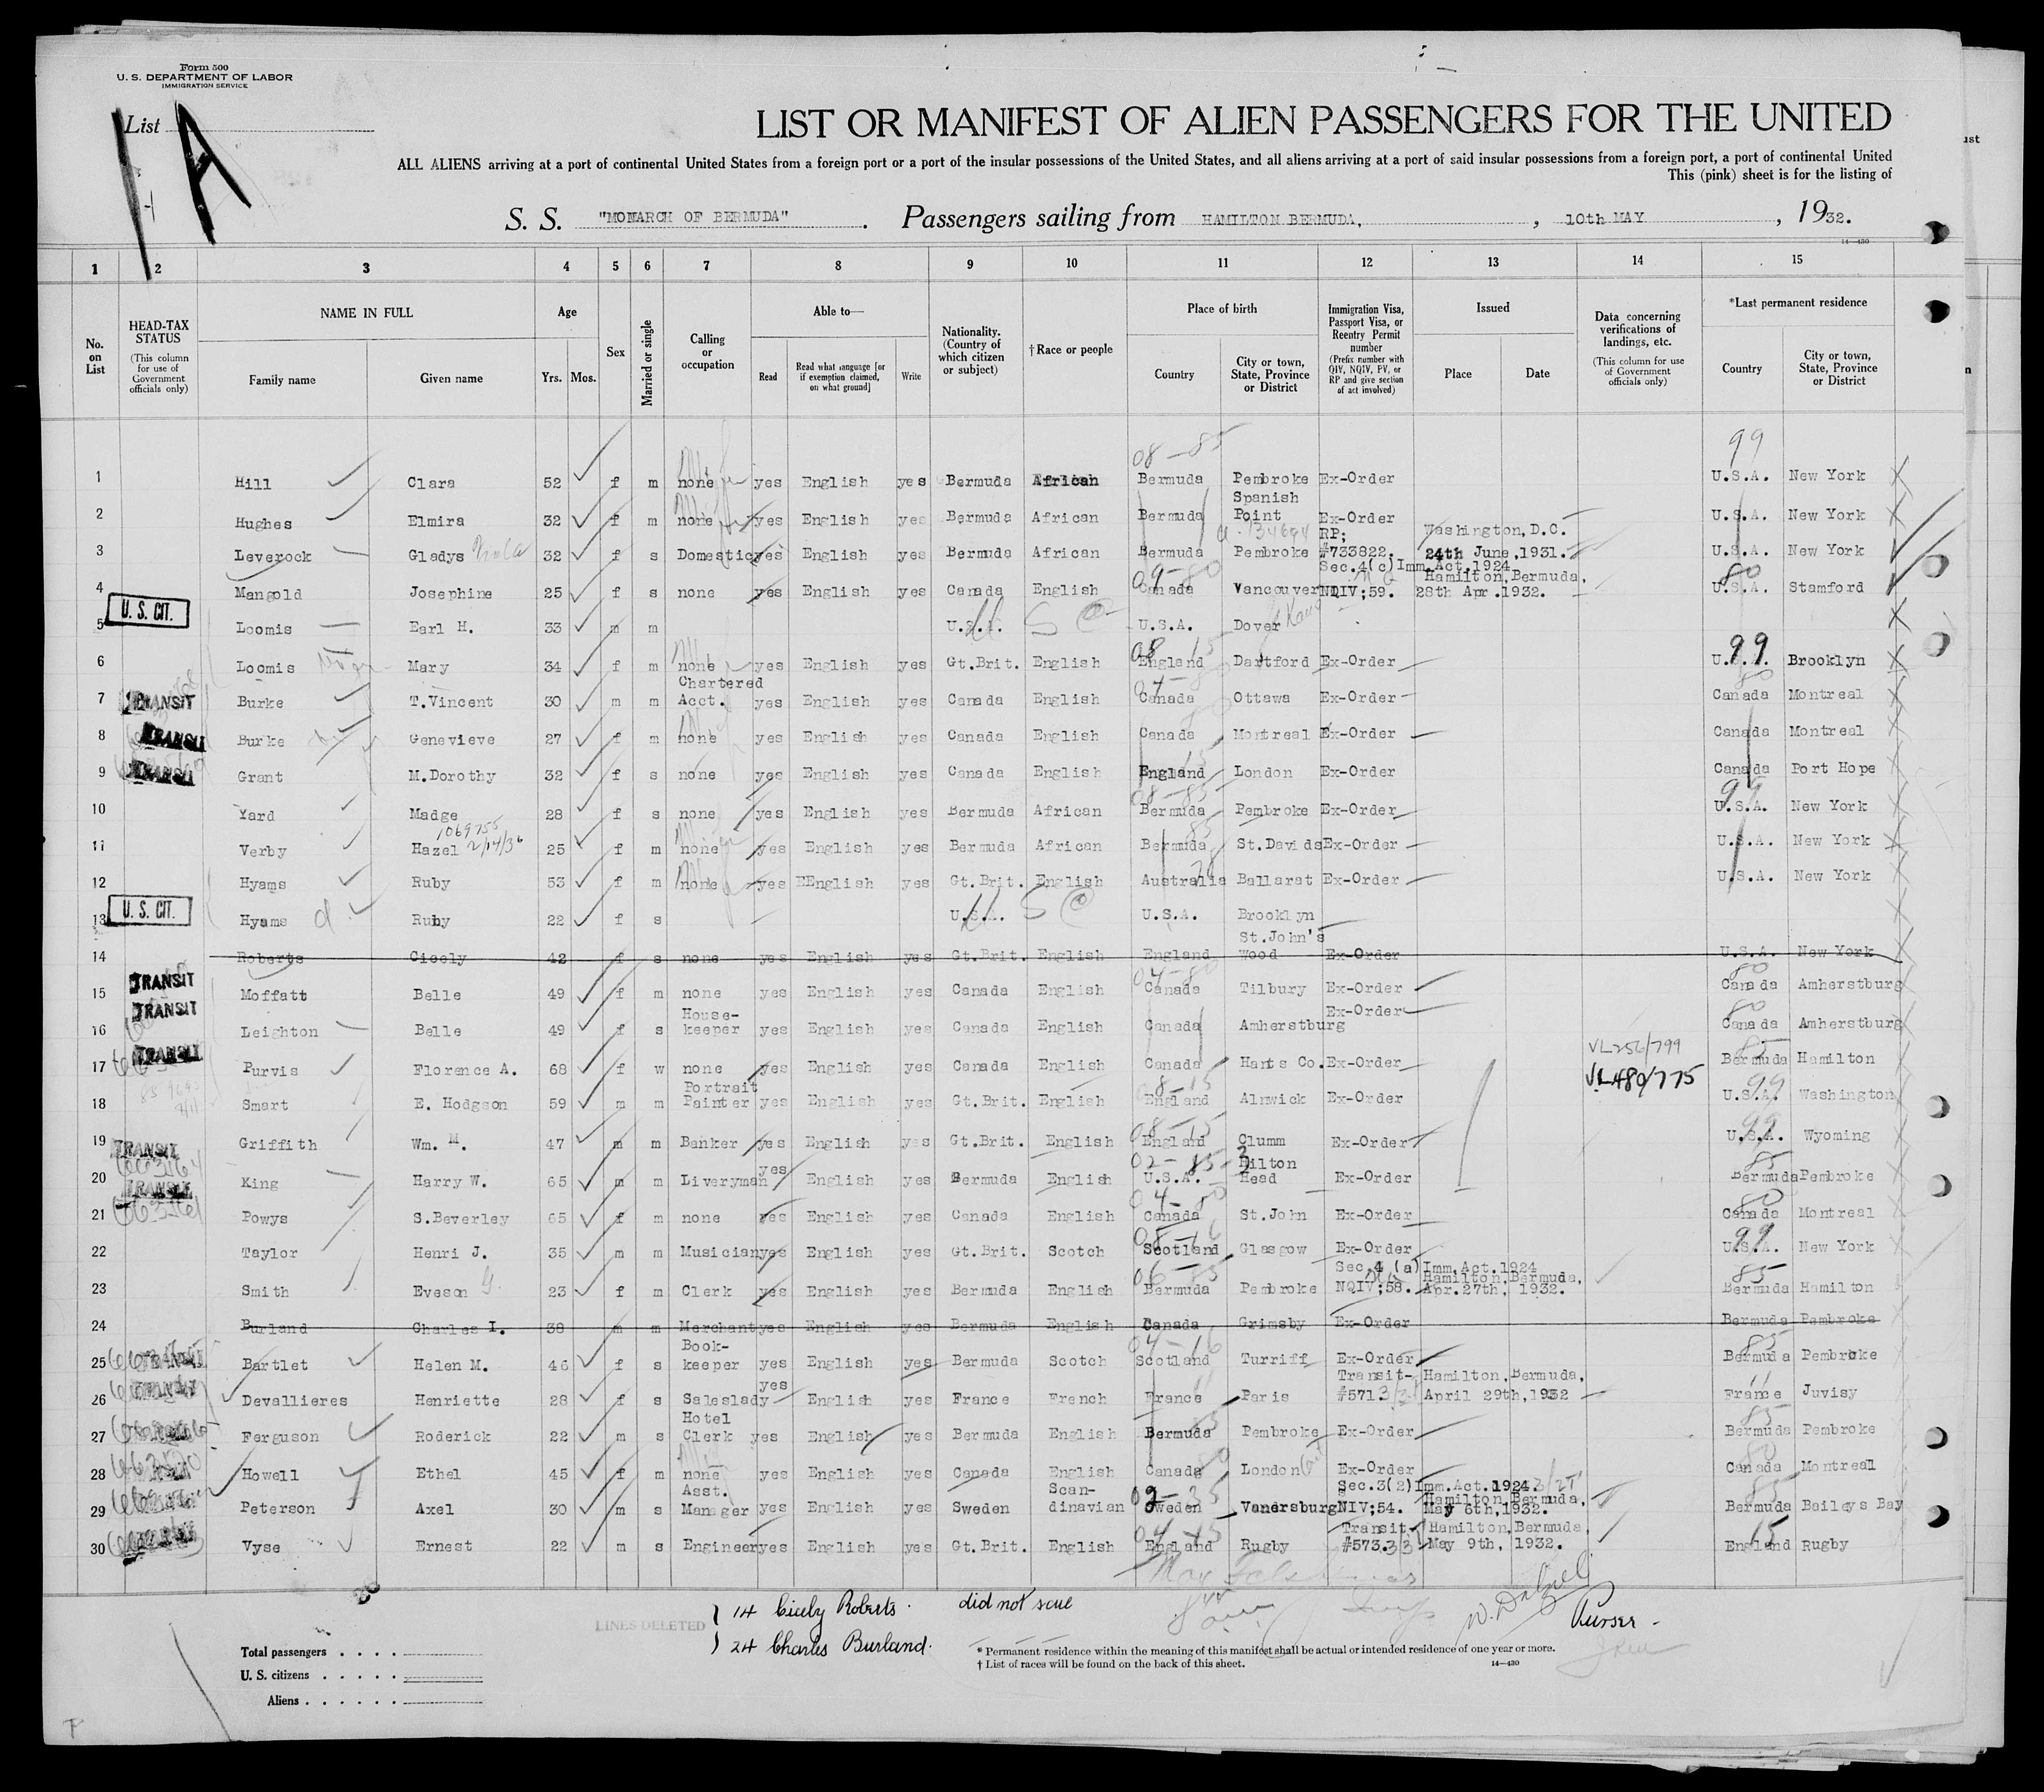 Form 500
U. S. DEPARTMENT OF LABOR
IMMIGRATION SERVICE
List
1 A
LIST OR MANIFEST OF ALIEN PASSENGERS FOR THE UNITED
ALL ALIENS arriving at a port of continental United States from a foreign port or a port of the insular possessions of the United States, and all aliens arriving at a port of said insular possessions from a foreign port, a port of continental United
This (pink) sheet is for the listing of
S. S. "MONARCH OF BERMUDA" . Passengers sailing from HAMILTON BERMUDA, , 10th MAY , 1932.
14—430
1 2 3 4 5 6 7 8 9 10 11 12 13 14 15
No. on List
HEAD-TAX STATUS
(This column for use of Government officials only)
NAME IN FULL
Family name Given name
Age
Yrs. Mos.
Sex
Married or single
Calling or occupation
Able to—
Read
Read what language [or if exemption claimed, on what ground]
Write
Nationality. (Country of which citizen or subject)
†Race or people
Place of birth
Country
City or town, State, Province or District
Immigration Visa, Passport Visa, or Reentry Permit number
(Prefix number with QIV, NQIV, PV, or RP and give section of act involved)
Issued
Place Date
Data concerning verifications of landings, etc.
(This column for use of Government officials only)
*Last permanent residence
Country
City or town, State, Province or District
08-85 99
1 Hill Clara 52 f m none yes English yes Bermuda African Bermuda Pembroke Ex-Order U.S.A. New York
2 Hughes Elmira 32 f m none yes English yes Bermuda African Bermuda Spanish Point Ex-Order U.S.A. New York
3 Leverock Gladys 32 f s Domestic yes English yes Bermuda African Bermuda Pembroke RP; #733822. Washington, D.C. 24th June, 1931. U.S.A. New York
Sec.4(c) Imm. Act. 1924
4 Mangold Josephine 25 f s none yes English yes Canada English Canada Vancouver NQIV;59. Hamilton, Bermuda, 28th Apr. 1932. U.S.A. Stamford
U. S. CIT.
5 Loomis Earl H. 33 m m U.S.A. U.S.A. Dover
6 Loomis Mary 34 f m none yes English yes Gt.Brit. English England Dartford Ex-Order U.S.A. Brooklyn
7 TRANSIT Burke T.Vincent 30 m m Chartered Acct. yes English yes Canada English Canada Ottawa Ex-Order Canada Montreal
8 TRANSIT Burke Genevieve 27 f m none yes English yes Canada English Canada Montreal Ex-Order Canada Montreal
9 TRANSIT Grant M.Dorothy 32 f s none yes English yes Canada English England London Ex-Order Canada Port Hope
10 Yard Madge 28 f s none yes English yes Bermuda African Bermuda Pembroke Ex-Order U.S.A. New York
1069755
11 Verby Hazel 2/14/36 25 f m none yes English yes Bermuda African Bermuda St.Davids Ex-Order U.S.A. New York
12 Hyams Ruby 53 f m none yes EEnglish yes Gt.Brit. English Australia Ballarat Ex-Order U.S.A. New York
U. S. CIT.
13 Hyams d Ruby 22 f s U.S.A. U.S.A. Brooklyn
14 Roberts Cicely 42 f s none yes English yes Gt.Brit. English England St.John's Wood Ex-Order U.S.A. New York
15 TRANSIT Moffatt Belle 49 f m none yes English yes Canada English Canada Tilbury Ex-Order Canada Amherstburg
16 TRANSIT Leighton Belle 49 f s House-keeper yes English yes Canada English Canada Amherstburg Ex-Order Canada Amherstburg
VL256/799
17 TRANSIT Purvis Florence A. 68 f w none yes English yes Canada English Canada Hants Co. Ex-Order Bermuda Hamilton
VL480/775
18 Smart E. Hodgson 59 m m Portrait Painter yes English yes Gt.Brit. English England Alnwick Ex-Order U.S.A. Washington
19 Griffith Wm. M. 47 m m Banker yes English yes Gt.Brit. English England Clumm Ex-Order U.S.A. Wyoming
TRANSIT
20 King Harry W. 65 m m Liveryman yes English yes Bermuda English U.S.A. Hilton Head Ex-Order Bermuda Pembroke
TRANSIT
21 Powys S.Beverley 65 f m none yes English yes Canada English Canada St.John Ex-Order Canada Montreal
22 Taylor Henri J. 35 m m Musician yes English yes Gt.Brit. Scotch Scotland Glasgow Ex-Order U.S.A. New York
Sec.4 (a) Imm.Act.1924
23 Smith Eveson 23 f m Clerk yes English yes Bermuda English Bermuda Pembroke NQIV;58. Hamilton, Bermuda, Apr.27th, 1932. Bermuda Hamilton
24 Burland Charles I. 38 m m Merchant yes English yes Bermuda English Canada Grimsby Ex-Order Bermuda Pembroke
25 Bartlet Helen M. 46 f s Book-keeper yes English yes Bermuda Scotch Scotland Turriff Ex-Order Bermuda Pembroke
26 Devallieres Henriette 28 f s Saleslady yes English yes France French France Paris Transit- #571 Hamilton, Bermuda, April 29th, 1932 France Juvisy
27 Ferguson Roderick 22 m s Hotel Clerk yes English yes Bermuda English Bermuda Pembroke Ex-Order Bermuda Pembroke
28 Howell Ethel 45 f m none yes English yes Canada English Canada London Ex-Order Canada Montreal
Sec.3(2) Imm.Act.1924.
29 Peterson Axel 30 m s Asst. Manager yes English yes Sweden Scan-dinavian Sweden Vanersburg NIV;54. Hamilton Bermuda, May 6th, 1932. Bermuda Baileys Bay
30 Vyse Ernest 22 m s Engineer yes English yes Gt.Brit. English England Rugby Transit #573. Hamilton, Bermuda, May 9th, 1932. England Rugby
LINES DELETED
14 Cicely Roberts. did not sail
24 Charles Burland.
Purser
Total passengers
U. S. citizens
Aliens
* Permanent residence within the meaning of this manifest shall be actual or intended residence of one year or more.
† List of races will be found on the back of this sheet.
14—430